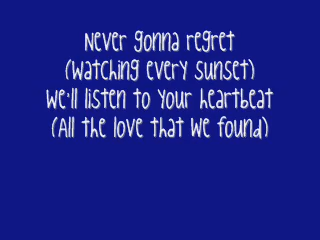 Never gonna regret
(Watching every sunset)
We'll listen to your heartbeat
(All the love that we found)